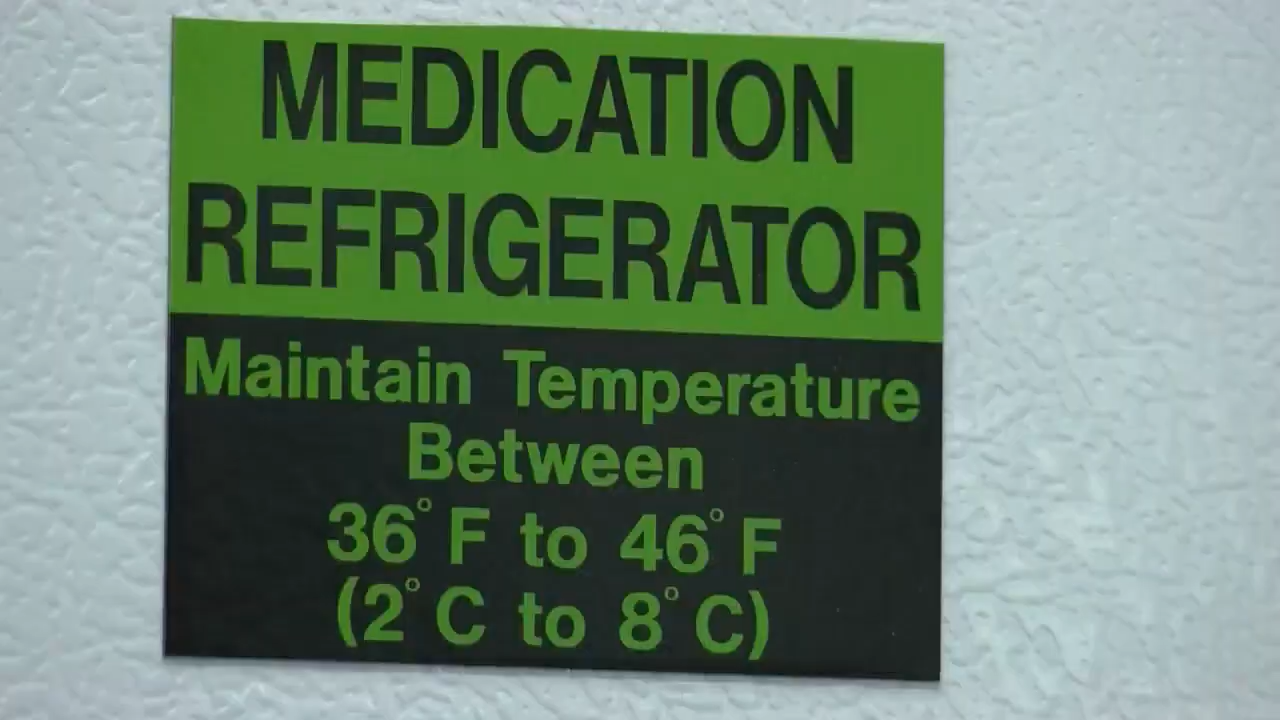 MEDICATION
REFRIGERATOR
Maintain Temperature
Between
36° F to 46° F
(2° C to 8° C)